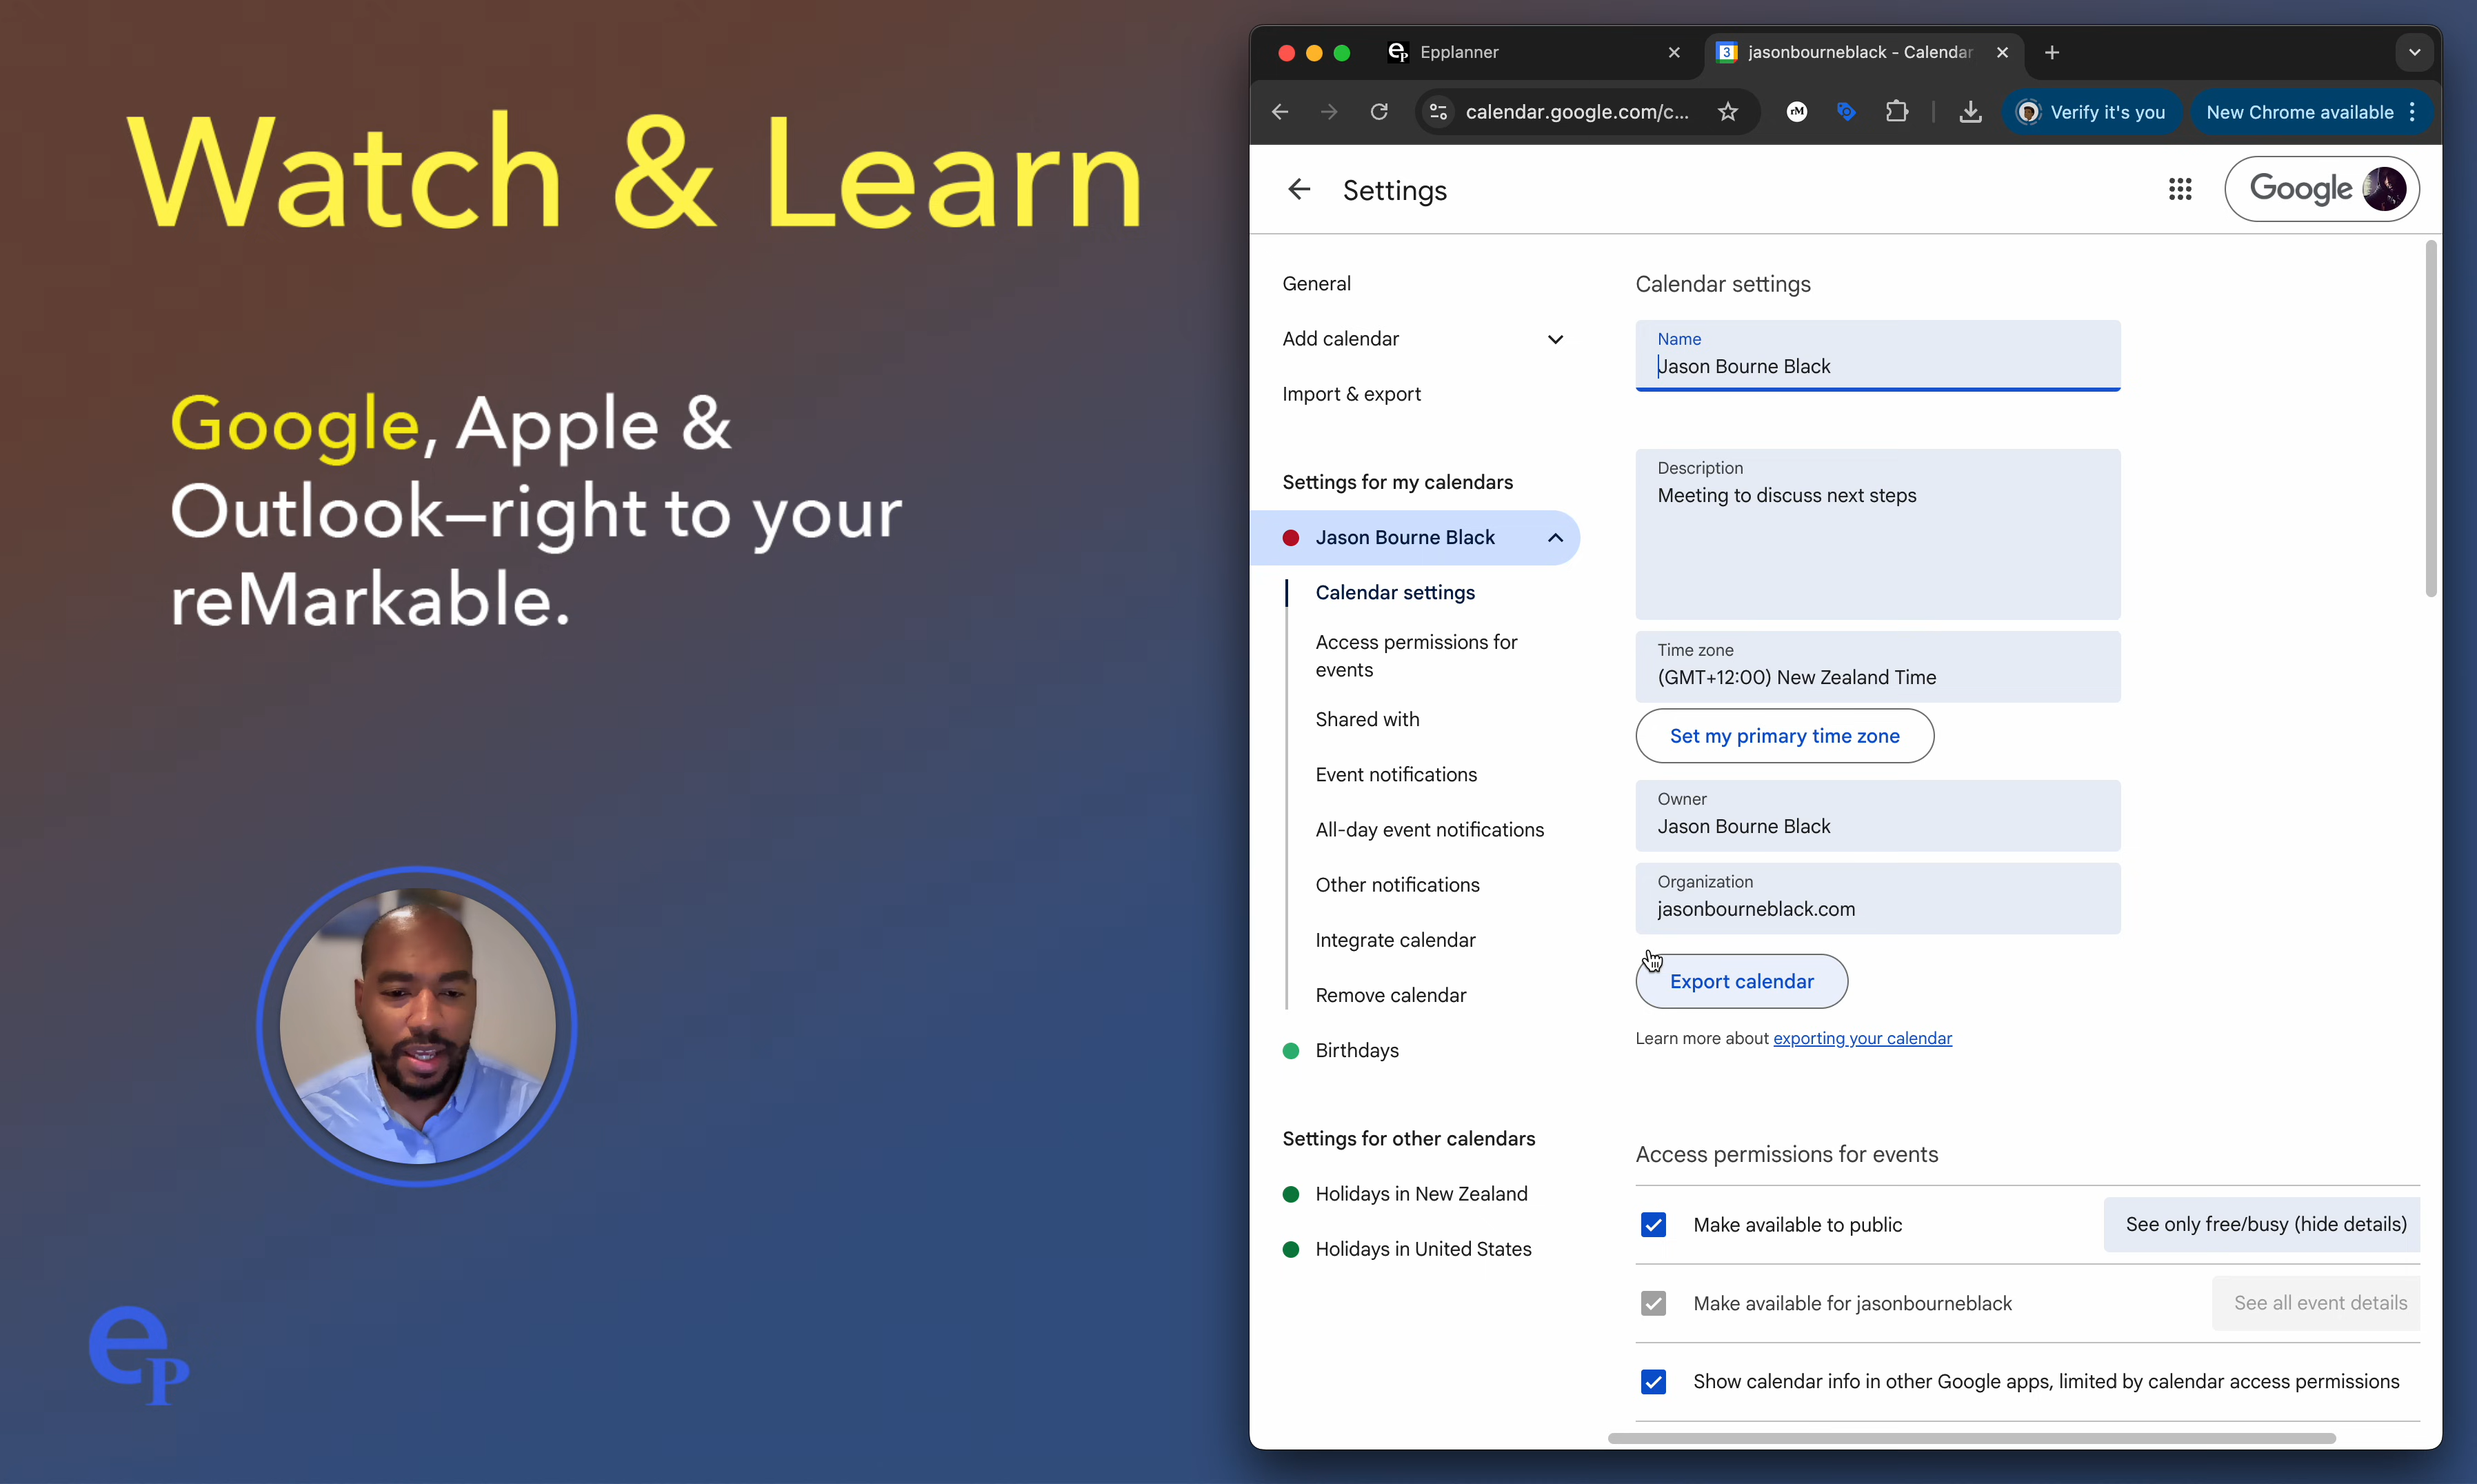 Watch & Learn
Google, Apple &
Outlook–right to your
reMarkable.
eP
eP Epplanner
3 jasonbourneblack - Calendar
calendar.google.com/c...
rM
Verify it's you
New Chrome available
Settings
Google
General
Add calendar
Import & export
Settings for my calendars
Jason Bourne Black
Calendar settings
Access permissions for
events
Shared with
Event notifications
All-day event notifications
Other notifications
Integrate calendar
Remove calendar
Birthdays
Settings for other calendars
Holidays in New Zealand
Holidays in United States
Calendar settings
Name
Jason Bourne Black
Description
Meeting to discuss next steps
Time zone
(GMT+12:00) New Zealand Time
Set my primary time zone
Owner
Jason Bourne Black
Organization
jasonbourneblack.com
Export calendar
Learn more about exporting your calendar
Access permissions for events
Make available to public
See only free/busy (hide details)
Make available for jasonbourneblack
See all event details
Show calendar info in other Google apps, limited by calendar access permissions